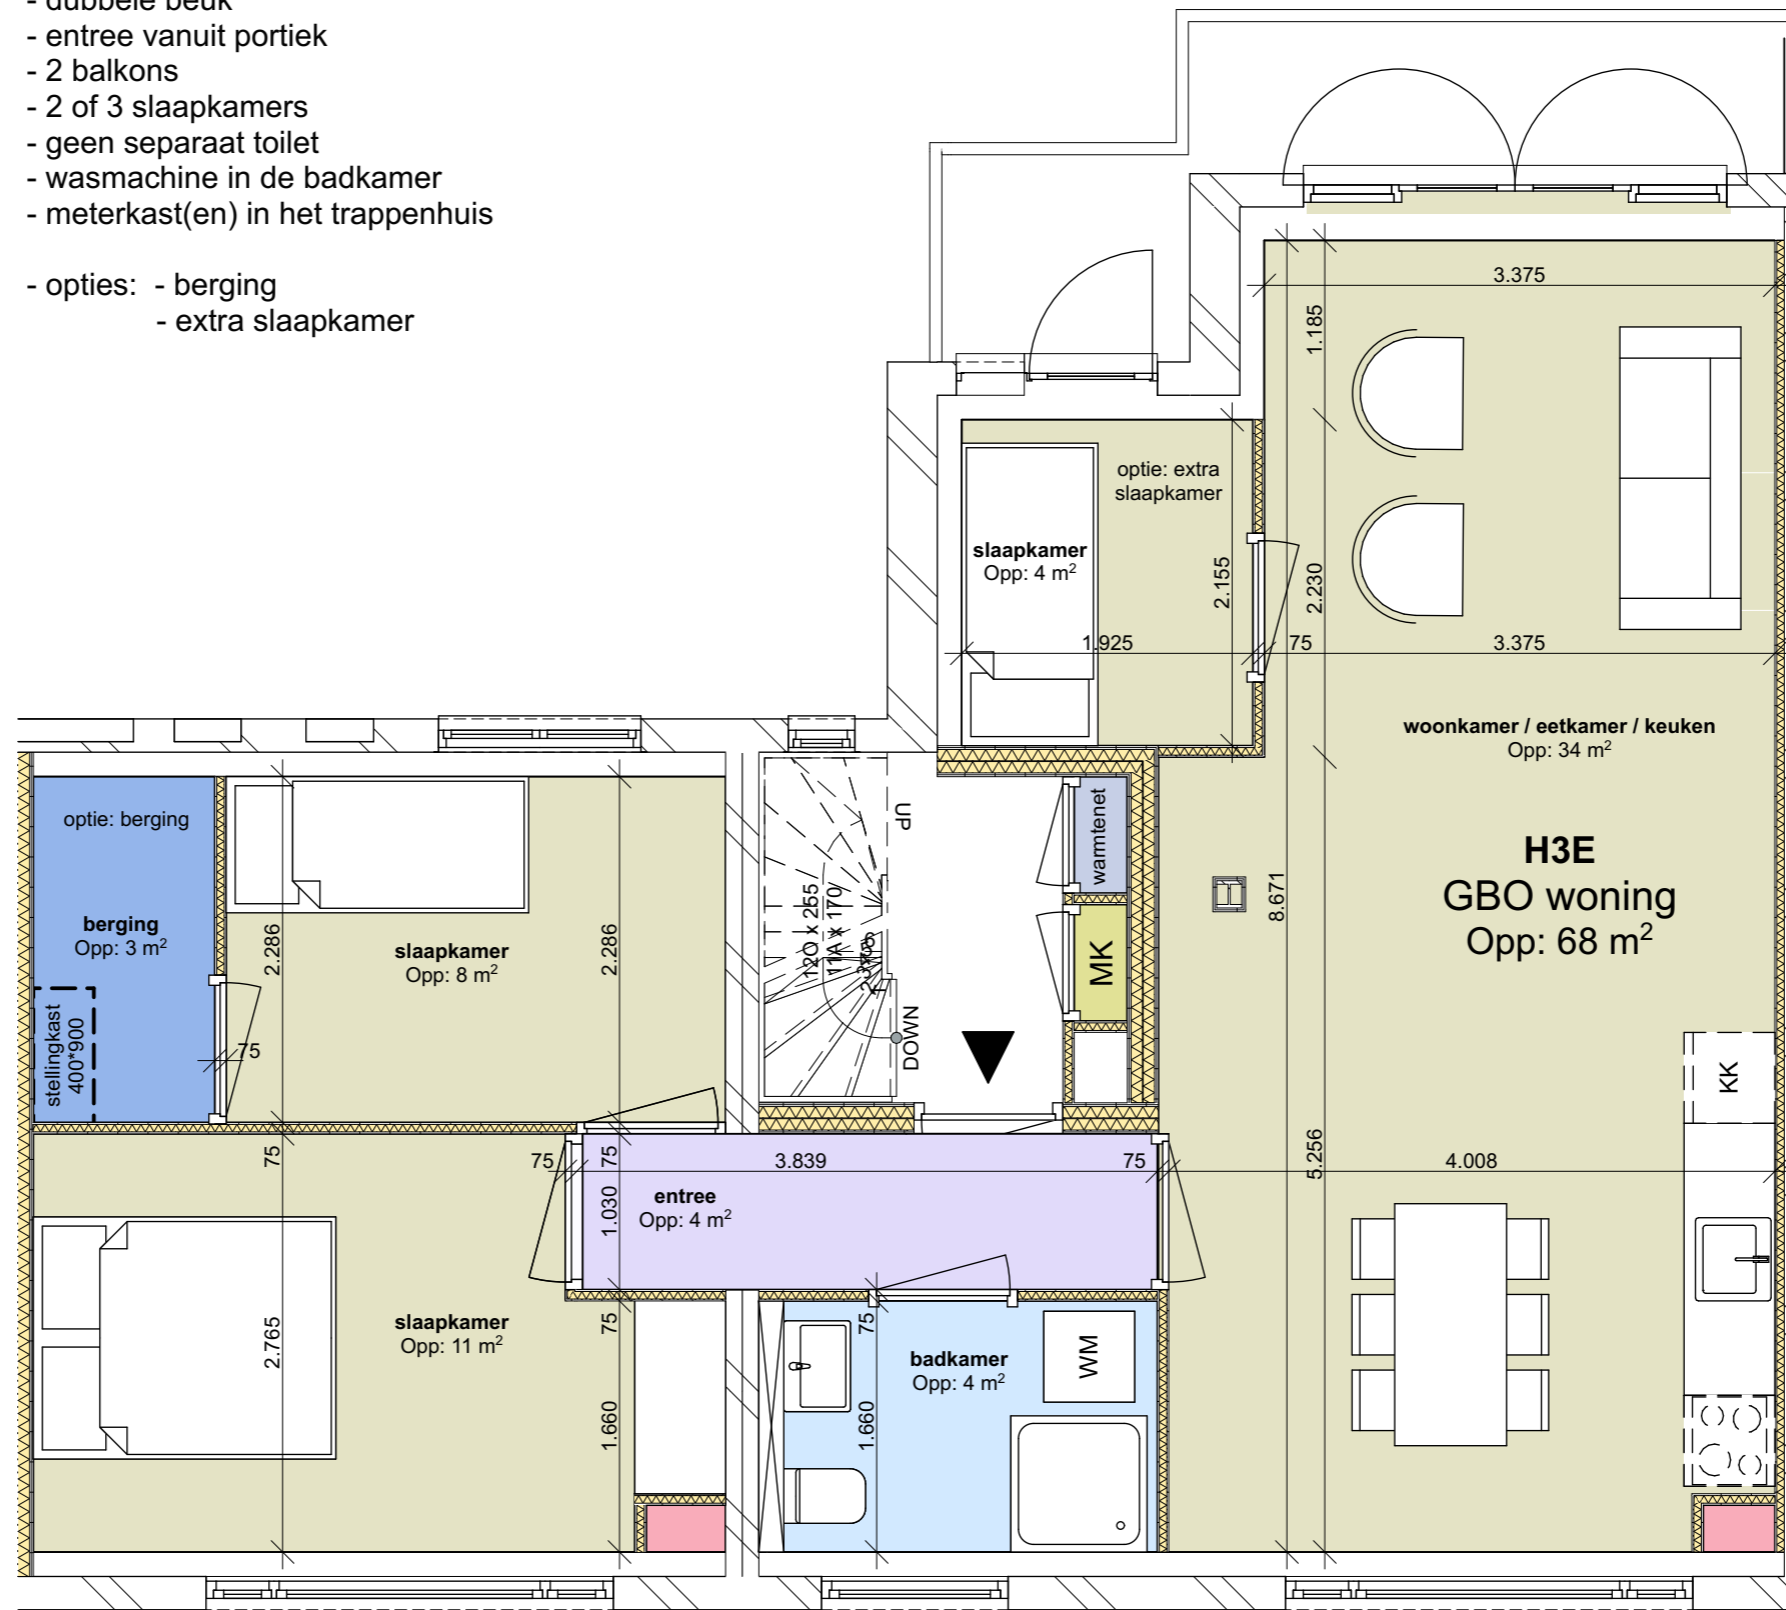 - dubbele beuk
- entree vanuit portiek
- 2 balkons
- 2 of 3 slaapkamers
- geen separaat toilet
- wasmachine in de badkamer
- meterkast(en) in het trappenhuis
- opties: - berging
- extra slaapkamer
3.375
1.185
optie: extra
slaapkamer
slaapkamer
Opp: 4 m²
2.155
2.230
1.925
75
3.375
woonkamer / eetkamer / keuken
Opp: 34 m²
H3E
GBO woning
Opp: 68 m²
8.671
optie: berging
berging
Opp: 3 m²
2.286
slaapkamer
Opp: 8 m²
2.286
stellingkast
400*900
75
UP
12O x 255
11A x 170
DOWN
warmtenet
MK
KK
75
75
75
3.839
75
5.256
4.008
entree
Opp: 4 m²
1.030
slaapkamer
Opp: 11 m²
2.765
75
1.660
75
badkamer
Opp: 4 m²
WM
1.660